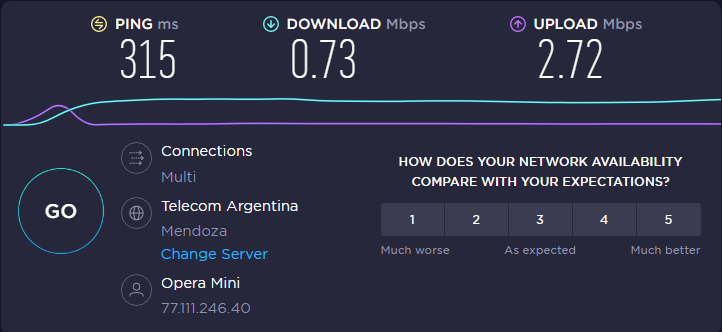 PING ms
315
DOWNLOAD Mbps
0.73
UPLOAD Mbps
2.72
GO
Connections
Multi
Telecom Argentina
Mendoza
Change Server
Opera Mini
77.111.246.40
HOW DOES YOUR NETWORK AVAILABILITY
COMPARE WITH YOUR EXPECTATIONS?
1 2 3 4 5
Much worse As expected Much better